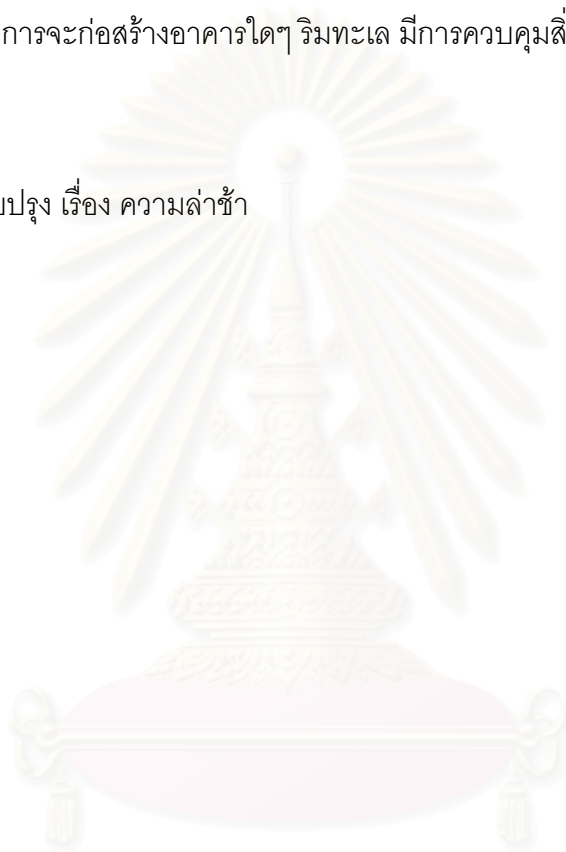 การจะก่อสร้างอาคารใดๆ ริมทะเล มีการควบคุมสิ่
บปรุง เรื่อง ความล่าช้า